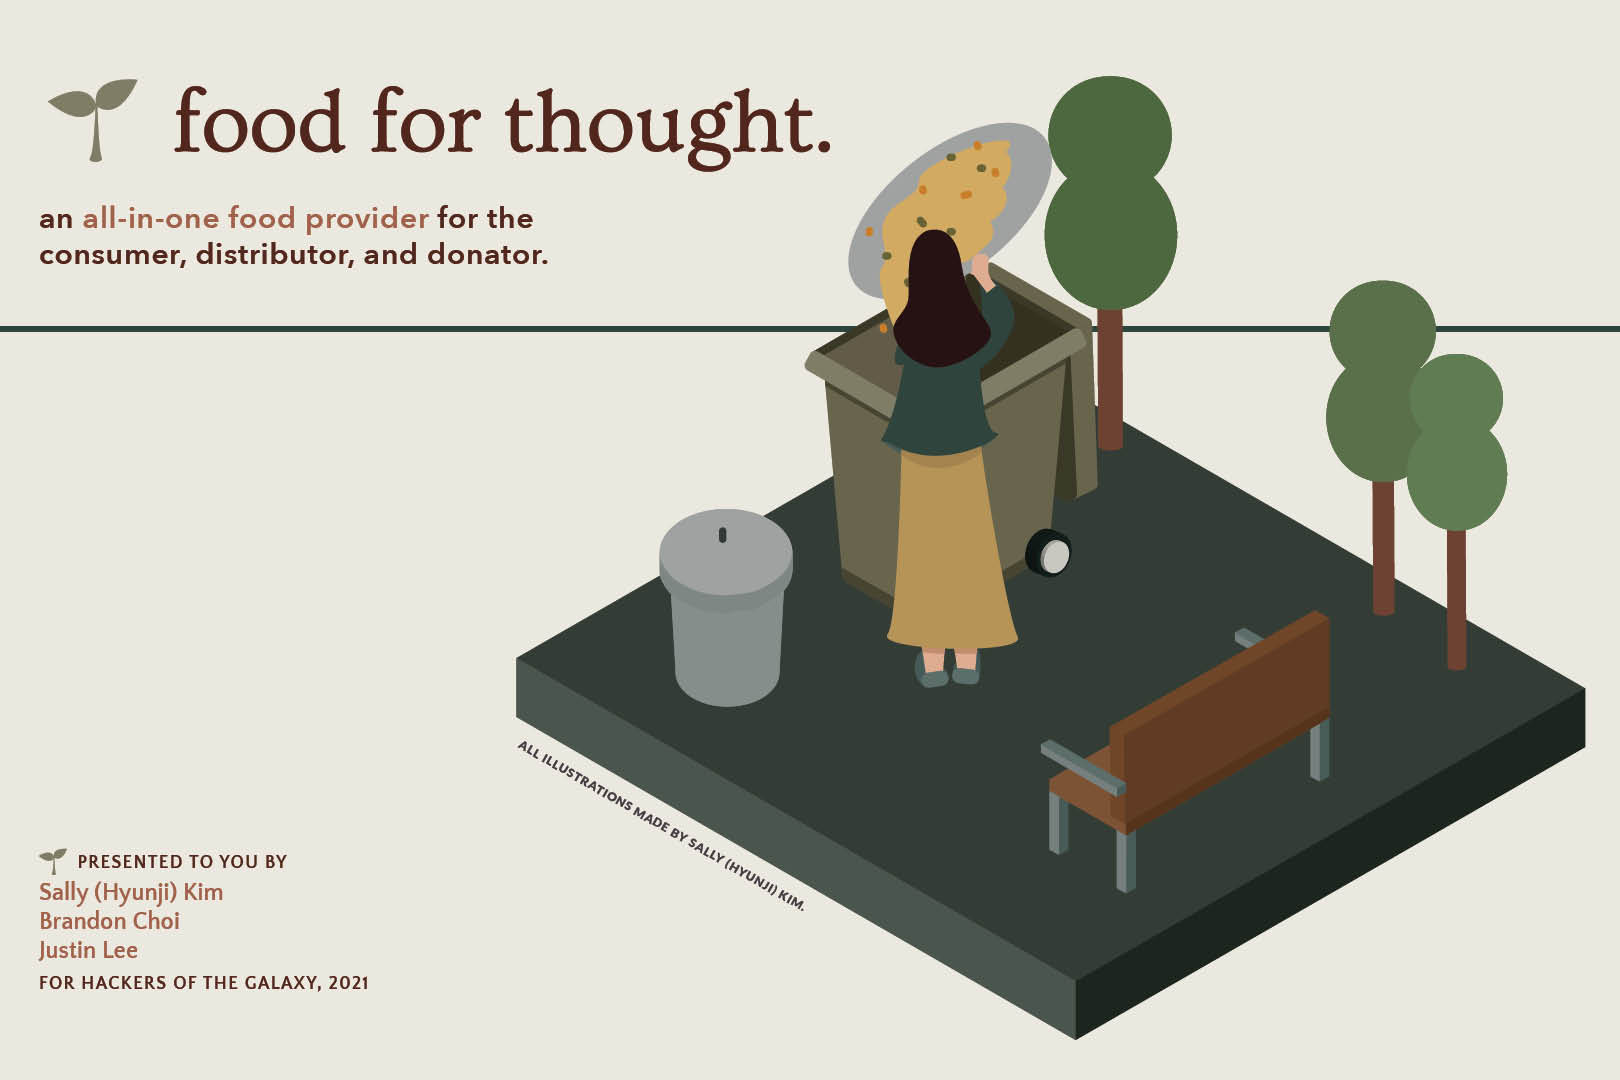 food for thought.
an all-in-one food provider for the
consumer, distributor, and donator.
ALL ILLUSTRATIONS MADE BY SALLY (HYUNJI) KIM.
PRESENTED TO YOU BY
Sally (Hyunji) Kim
Brandon Choi
Justin Lee
FOR HACKERS OF THE GALAXY, 2021